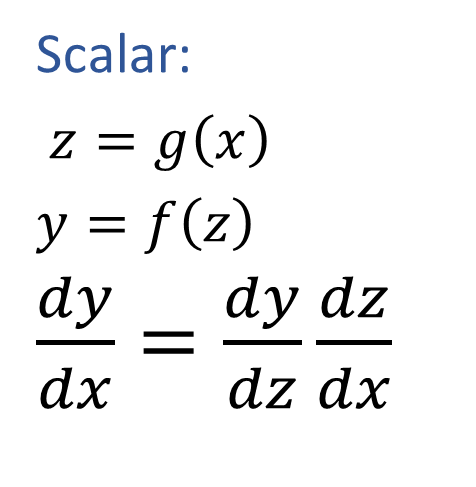 Scalar:
z = g(x)
y = f(z)
dy/dx = dy/dz dz/dx